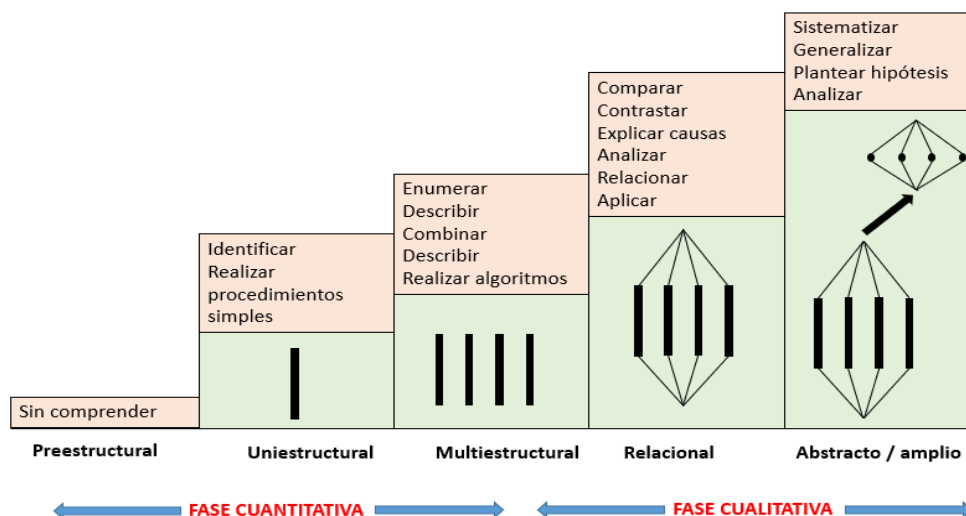 Sistematizar
Generalizar
Plantear hipótesis
Analizar
Comparar
Contrastar
Explicar causas
Analizar
Relacionar
Aplicar
Enumerar
Describir
Combinar
Describir
Realizar algoritmos
Identificar
Realizar
procedimientos
simples
Sin comprender
Preestructural
Uniestructural
Multiestructural
Relacional
Abstracto / amplio
FASE CUANTITATIVA
FASE CUALITATIVA